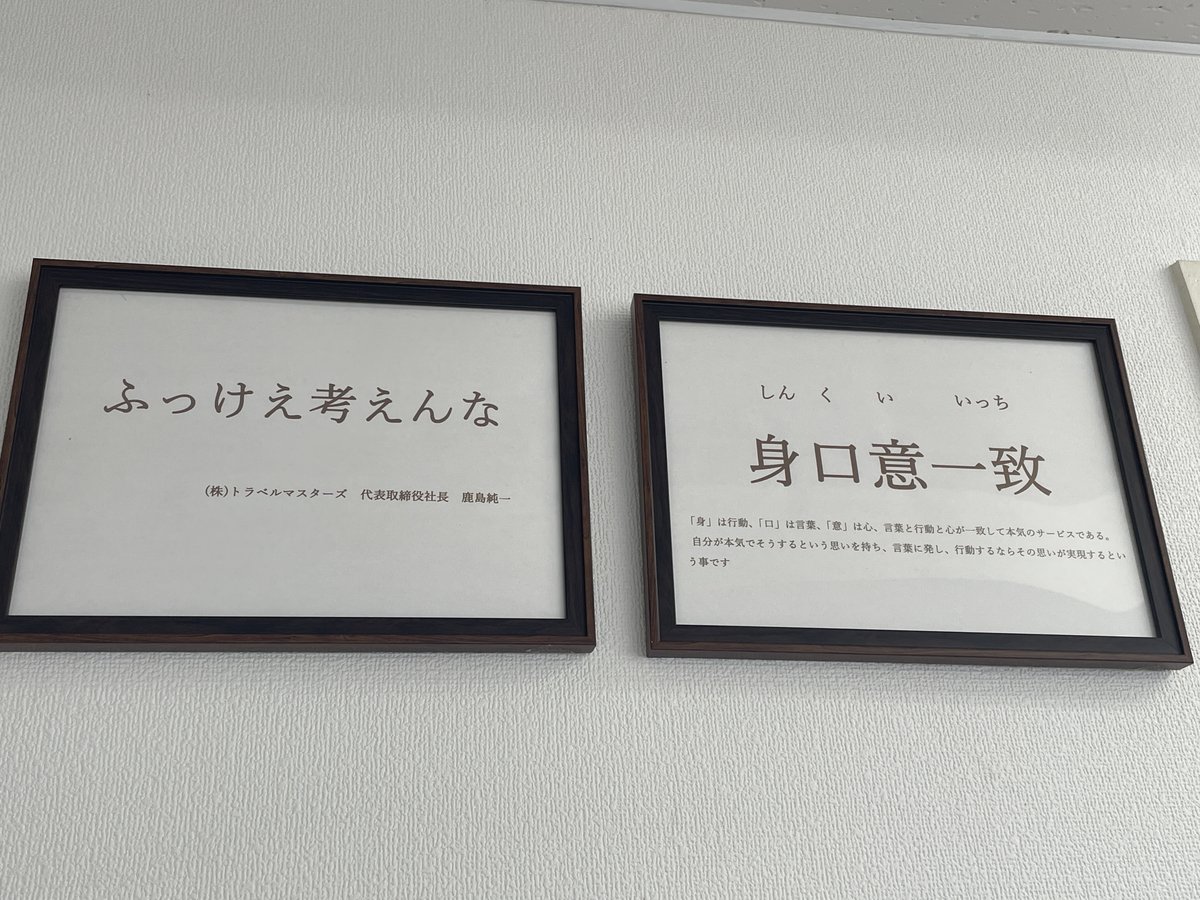 ふっけえ考えんな
(株)トラベルマスターズ　代表取締役社長　鹿島純一
しん　く　い　いっち
身口意一致
「身」は行動、「口」は言葉、「意」は心、言葉と行動と心が一致して本気のサービスである。
自分が本気でそうするという思いを持ち、言葉に発し、行動するならその思いが実現するとい
う事です